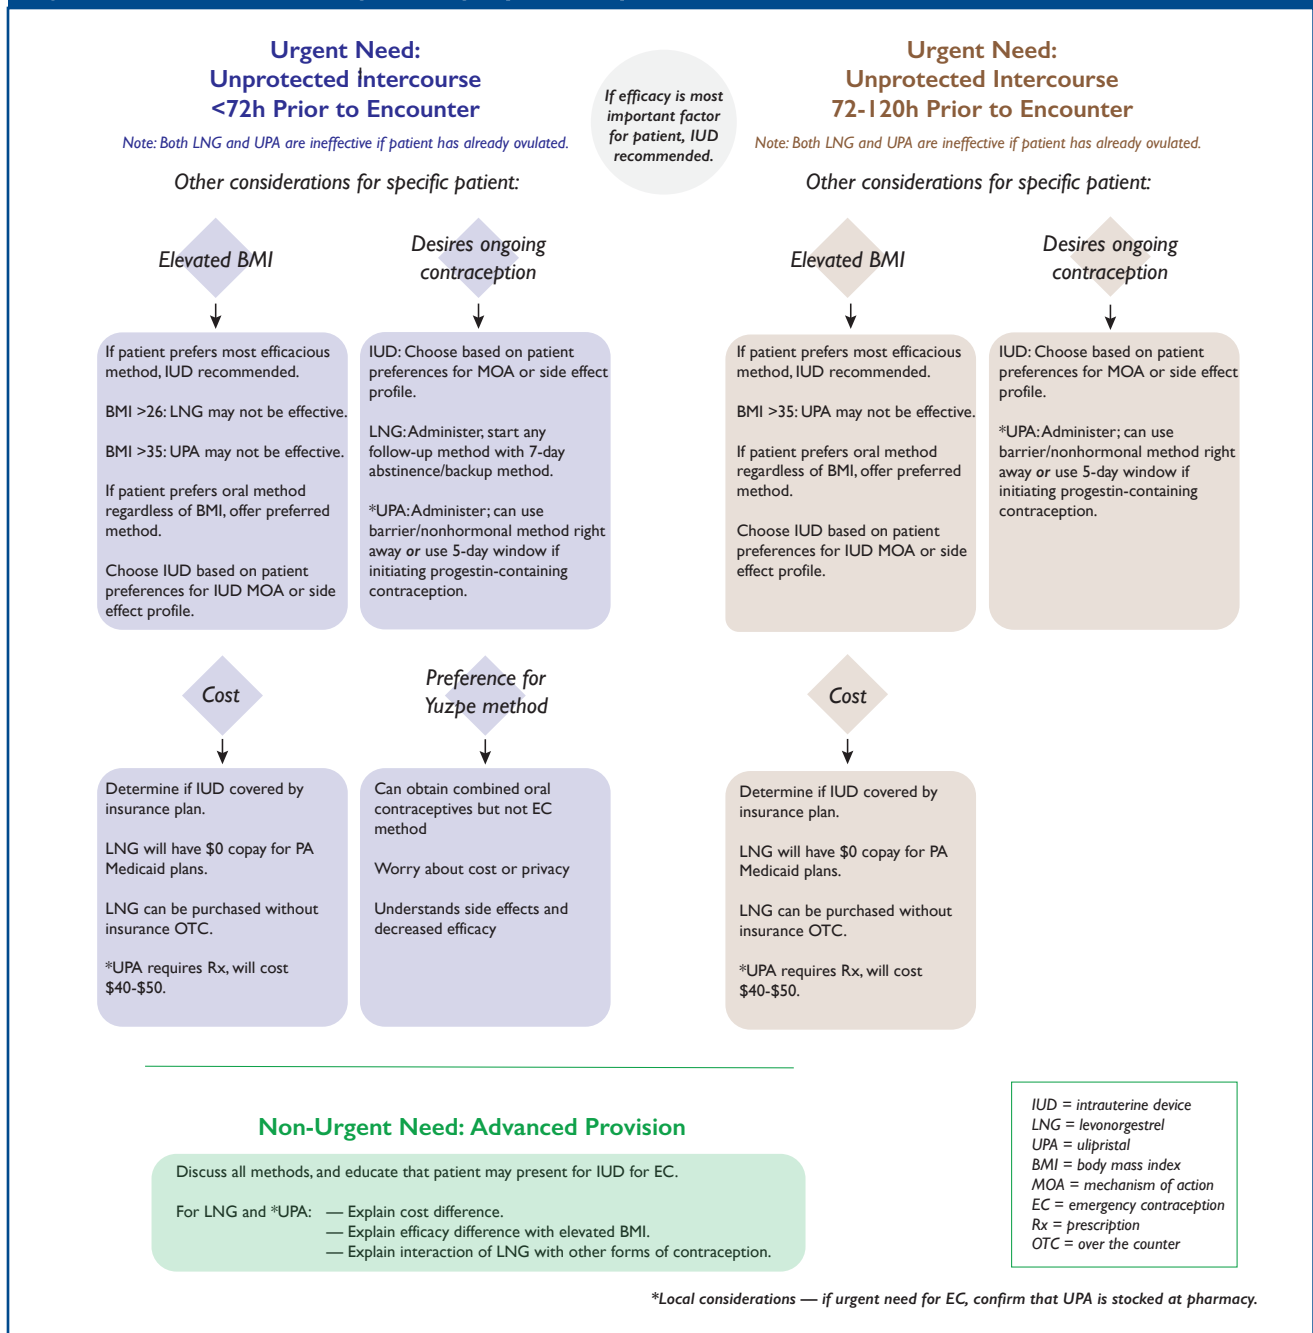 Urgent Need:
Unprotected Intercourse
<72h Prior to Encounter
Note: Both LNG and UPA are ineffective if patient has already ovulated.
Other considerations for specific patient:
If efficacy is most
important factor
for patient, IUD
recommended.
Urgent Need:
Unprotected Intercourse
72-120h Prior to Encounter
Note: Both LNG and UPA are ineffective if patient has already ovulated.
Other considerations for specific patient:
Elevated BMI
If patient prefers most efficacious
method, IUD recommended.
BMI >26: LNG may not be effective.
BMI >35: UPA may not be effective.
If patient prefers oral method
regardless of BMI, offer preferred
method.
Choose IUD based on patient
preferences for IUD MOA or side
effect profile.
Desires ongoing
contraception
IUD: Choose based on patient
preferences for MOA or side effect
profile.
LNG: Administer, start any
follow-up method with 7-day
abstinence/backup method.
*UPA: Administer; can use
barrier/nonhormonal method right
away or use 5-day window if
initiating progestin-containing
contraception.
Elevated BMI
If patient prefers most efficacious
method, IUD recommended.
BMI >35: UPA may not be effective.
If patient prefers oral method
regardless of BMI, offer preferred
method.
Choose IUD based on patient
preferences for IUD MOA or side
effect profile.
Desires ongoing
contraception
IUD: Choose based on patient
preferences for MOA or side effect
profile.
*UPA: Administer; can use
barrier/nonhormonal method right
away or use 5-day window if
initiating progestin-containing
contraception.
Cost
Determine if IUD covered by
insurance plan.
LNG will have $0 copay for PA
Medicaid plans.
LNG can be purchased without
insurance OTC.
*UPA requires Rx, will cost
$40-$50.
Preference for
Yuzpe method
Can obtain combined oral
contraceptives but not EC
method
Worry about cost or privacy
Understands side effects and
decreased efficacy
Cost
Determine if IUD covered by
insurance plan.
LNG will have $0 copay for PA
Medicaid plans.
LNG can be purchased without
insurance OTC.
*UPA requires Rx, will cost
$40-$50.
Non-Urgent Need: Advanced Provision
Discuss all methods, and educate that patient may present for IUD for EC.
For LNG and *UPA: — Explain cost difference.
— Explain efficacy difference with elevated BMI.
— Explain interaction of LNG with other forms of contraception.
IUD = intrauterine device
LNG = levonorgestrel
UPA = ulipristal
BMI = body mass index
MOA = mechanism of action
EC = emergency contraception
Rx = prescription
OTC = over the counter
*Local considerations — if urgent need for EC, confirm that UPA is stocked at pharmacy.